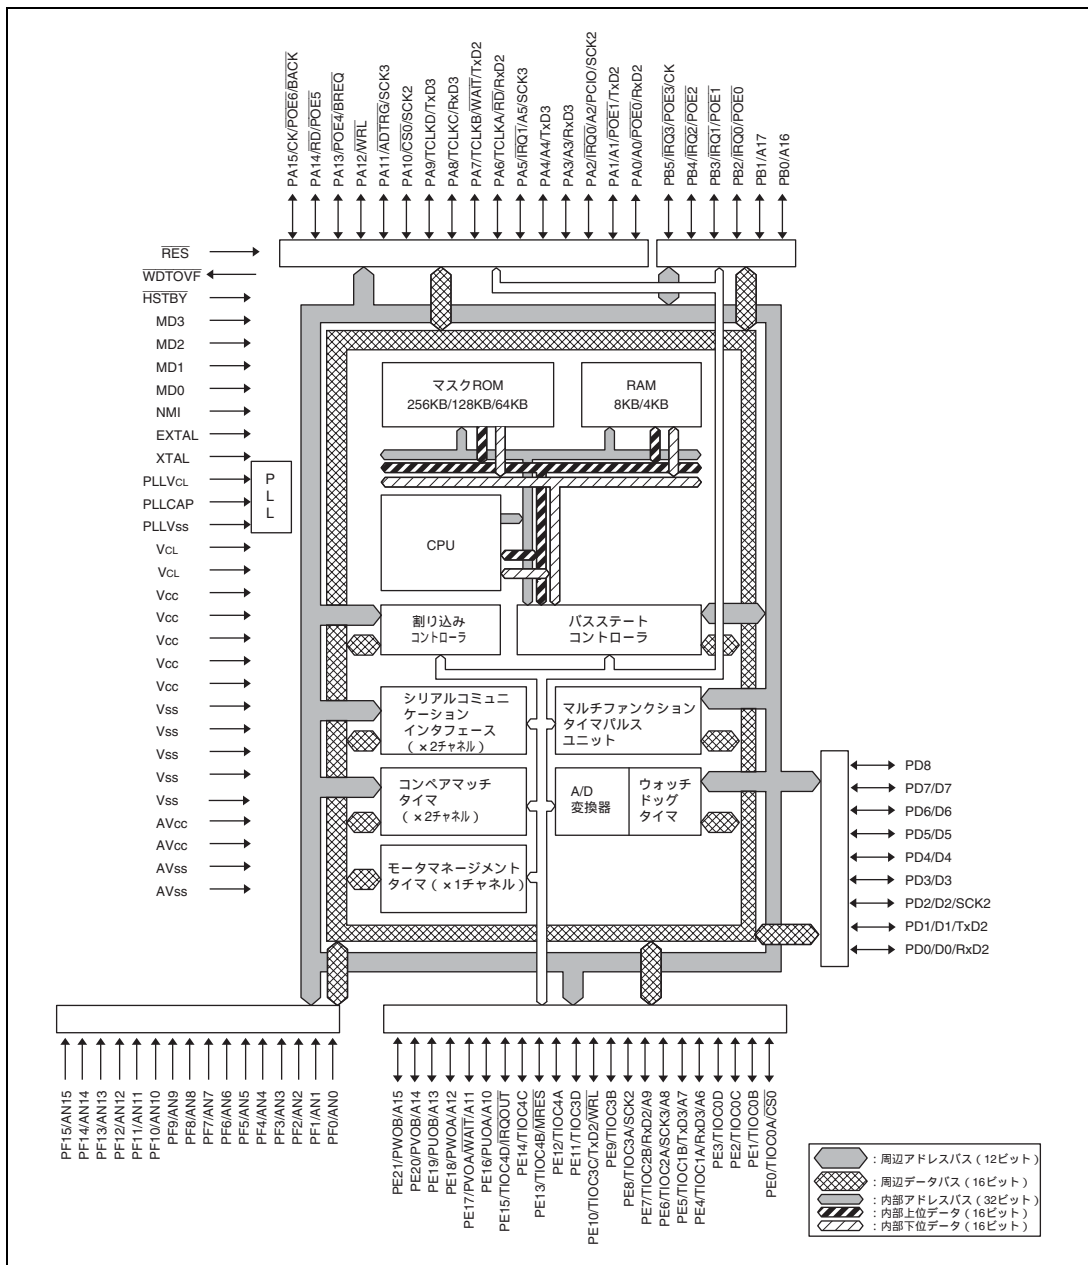 PA15/CK/POE6/BACK
PA14/RD/POE5
PA13/POE4/BREQ
PA12/WRL
PA11/ADTRG/SCK3
PA10/CS0/SCK2
PA9/TCLKD/TxD3
PA8/TCLKC/RxD3
PA7/TCLKB/WAIT/TxD2
PA6/TCLKA/RD/RxD2
PA5/IRQ1/A5/SCK3
PA4/A4/TxD3
PA3/A3/RxD3
PA2/IRQ0/A2/PCIO/SCK2
PA1/A1/POE1/TxD2
PA0/A0/POE0/RxD2
PB5/IRQ3/POE3/CK
PB4/IRQ2/POE2
PB3/IRQ1/POE1
PB2/IRQ0/POE0
PB1/A17
PB0/A16
RES
WDTOVF
HSTBY
MD3
MD2
MD1
MD0
NMI
EXTAL
XTAL
PLLVCL
PLLCAP
PLLVss
VCL
VCL
Vcc
Vcc
Vcc
Vcc
Vcc
Vss
Vss
Vss
Vss
Vss
AVcc
AVcc
AVss
AVss
P
L
L
マスクROM
256KB/128KB/64KB
RAM
8KB/4KB
CPU
割り込み
コントローラ
バスステート
コントローラ
シリアルコミュニ
ケーション
インタフェース
(×2チャネル)
マルチファンクション
タイマパルス
ユニット
コンペアマッチ
タイマ
(×2チャネル)
A/D
変換器
ウォッチ
ドッグ
タイマ
モータマネージメント
タイマ(×1チャネル)
PD8
PD7/D7
PD6/D6
PD5/D5
PD4/D4
PD3/D3
PD2/D2/SCK2
PD1/D1/TxD2
PD0/D0/RxD2
PF15/AN15
PF14/AN14
PF13/AN13
PF12/AN12
PF11/AN11
PF10/AN10
PF9/AN9
PF8/AN8
PF7/AN7
PF6/AN6
PF5/AN5
PF4/AN4
PF3/AN3
PF2/AN2
PF1/AN1
PF0/AN0
PE21/PWOB/A15
PE20/PVOB/A14
PE19/PUOB/A13
PE18/PWOA/A12
PE17/PVOA/WAIT/A11
PE16/PUOA/A10
PE15/TIOC4D/IRQOUT
PE14/TIOC4C
PE13/TIOC4B/MRES
PE12/TIOC4A
PE11/TIOC3D
PE10/TIOC3C/TxD2/WRL
PE9/TIOC3B
PE8/TIOC3A/SCK2
PE7/TIOC2B/RxD2/A9
PE6/TIOC2A/SCK3/A8
PE5/TIOC1B/TxD3/A7
PE4/TIOC1A/RxD3/A6
PE3/TIOC0D
PE2/TIOC0C
PE1/TIOC0B
PE0/TIOC0A/CS0
:周辺アドレスバス(12ビット)
:周辺データバス(16ビット)
:内部アドレスバス(32ビット)
:内部上位データ(16ビット)
:内部下位データ(16ビット)